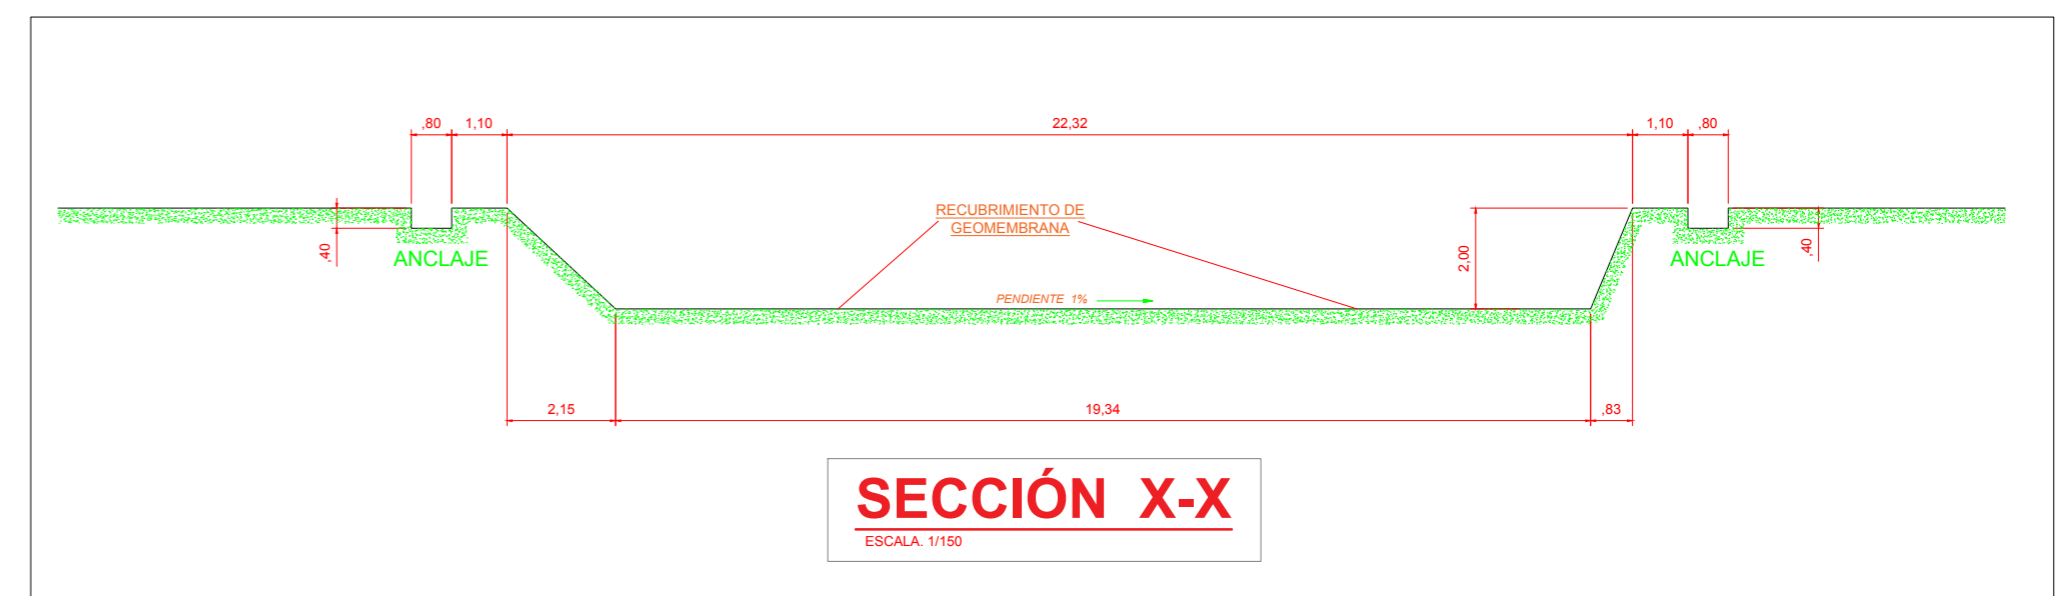 ,80 1,10 22,32 1,10 ,80
RECUBRIMIENTO DE
GEOMEMBRANA
,40 2,00 ,40
ANCLAJE ANCLAJE
PENDIENTE 1%
2,15 19,34 ,83
SECCIÓN X-X
ESCALA. 1/150